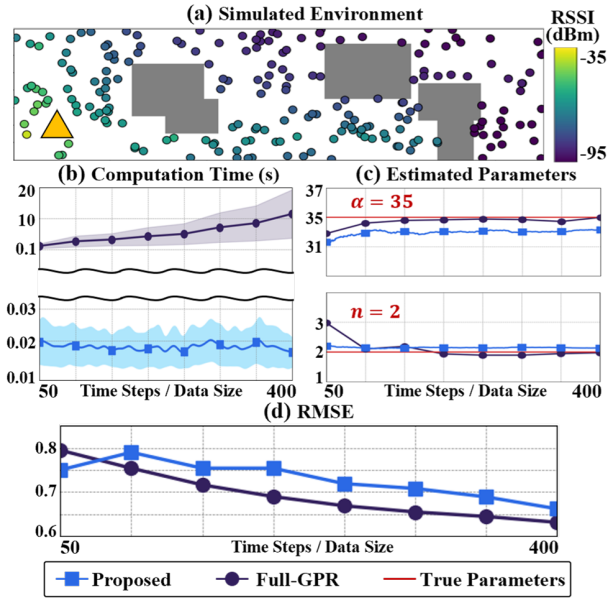 (a) Simulated Environment
RSSI
(dBm)
-35
-95
(b) Computation Time (s)
20
10
0.1
0.03
0.02
0.01
50
Time Steps / Data Size
400
(c) Estimated Parameters
37
35
31
α = 35
3
2
1
n = 2
50
Time Steps / Data Size
400
(d) RMSE
0.8
0.7
0.6
50
Time Steps / Data Size
400
Proposed
Full-GPR
True Parameters